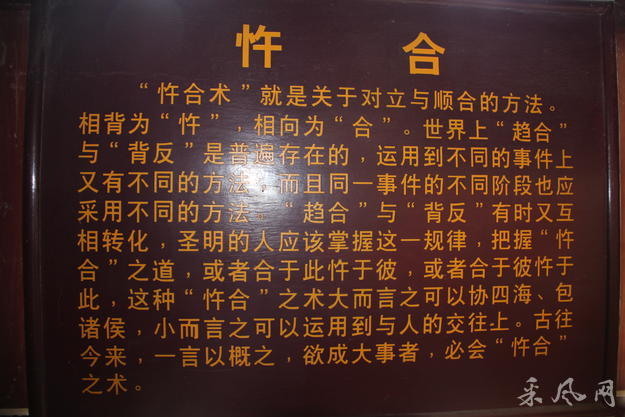 忤 合
“忤合术”就是关于对立与顺合的方法。
相背为“忤”，相向为“合”。世界上“趋合”
与“背反”是普遍存在的，运用到不同的事件上
又有不同的方法，而且同一事件的不同阶段也应
采用不同的方法。“趋合”与“背反”有时又互
相转化，圣明的人应该掌握这一规律，把握“忤
合”之道，或者合于此忤于彼，或者合于彼忤于
此，这种“忤合”之术大而言之可以协四海、包
诸侯，小而言之可以运用到与人的交往上。古往
今来，一言以概之，欲成大事者，必会“忤合”
之术。
采风网